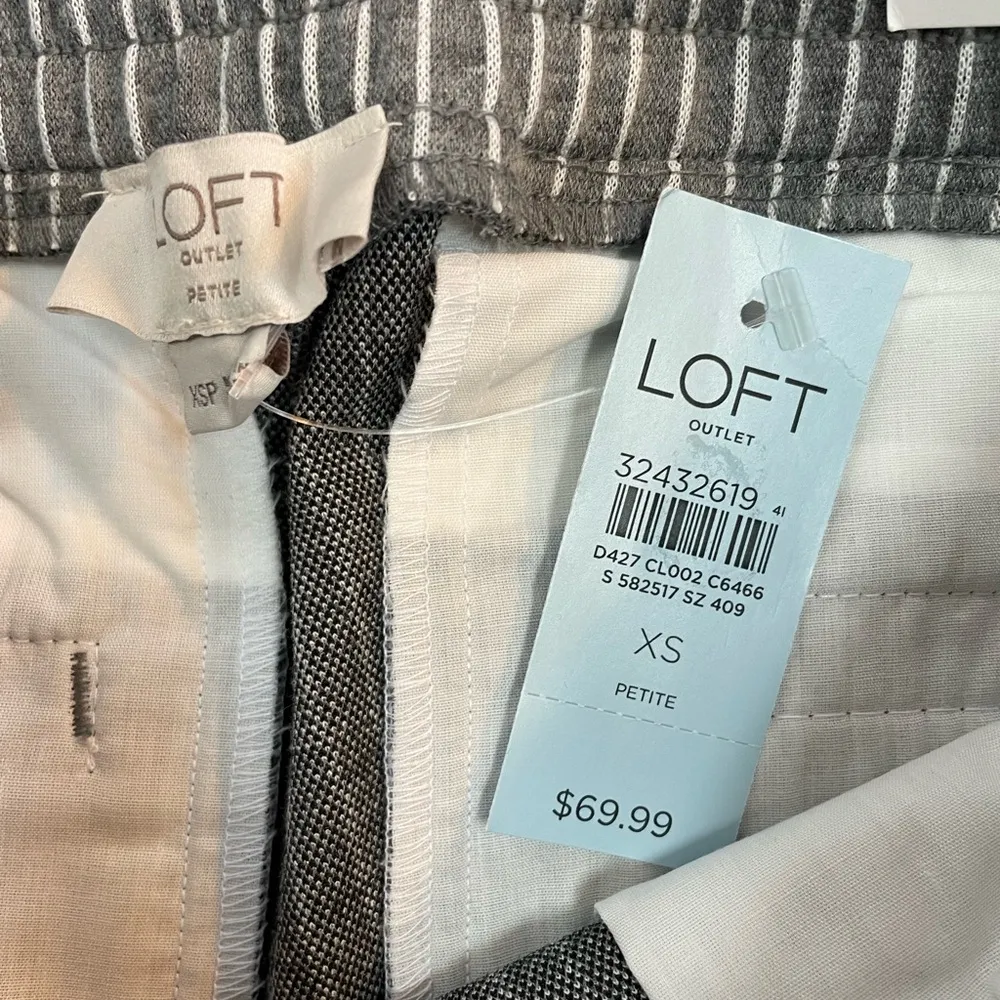 LOFT
OUTLET
PETITE
XSP
LOFT
OUTLET
32432619 41
D427 CL002 C6466
S 582517 SZ 409
XS
PETITE
$69.99